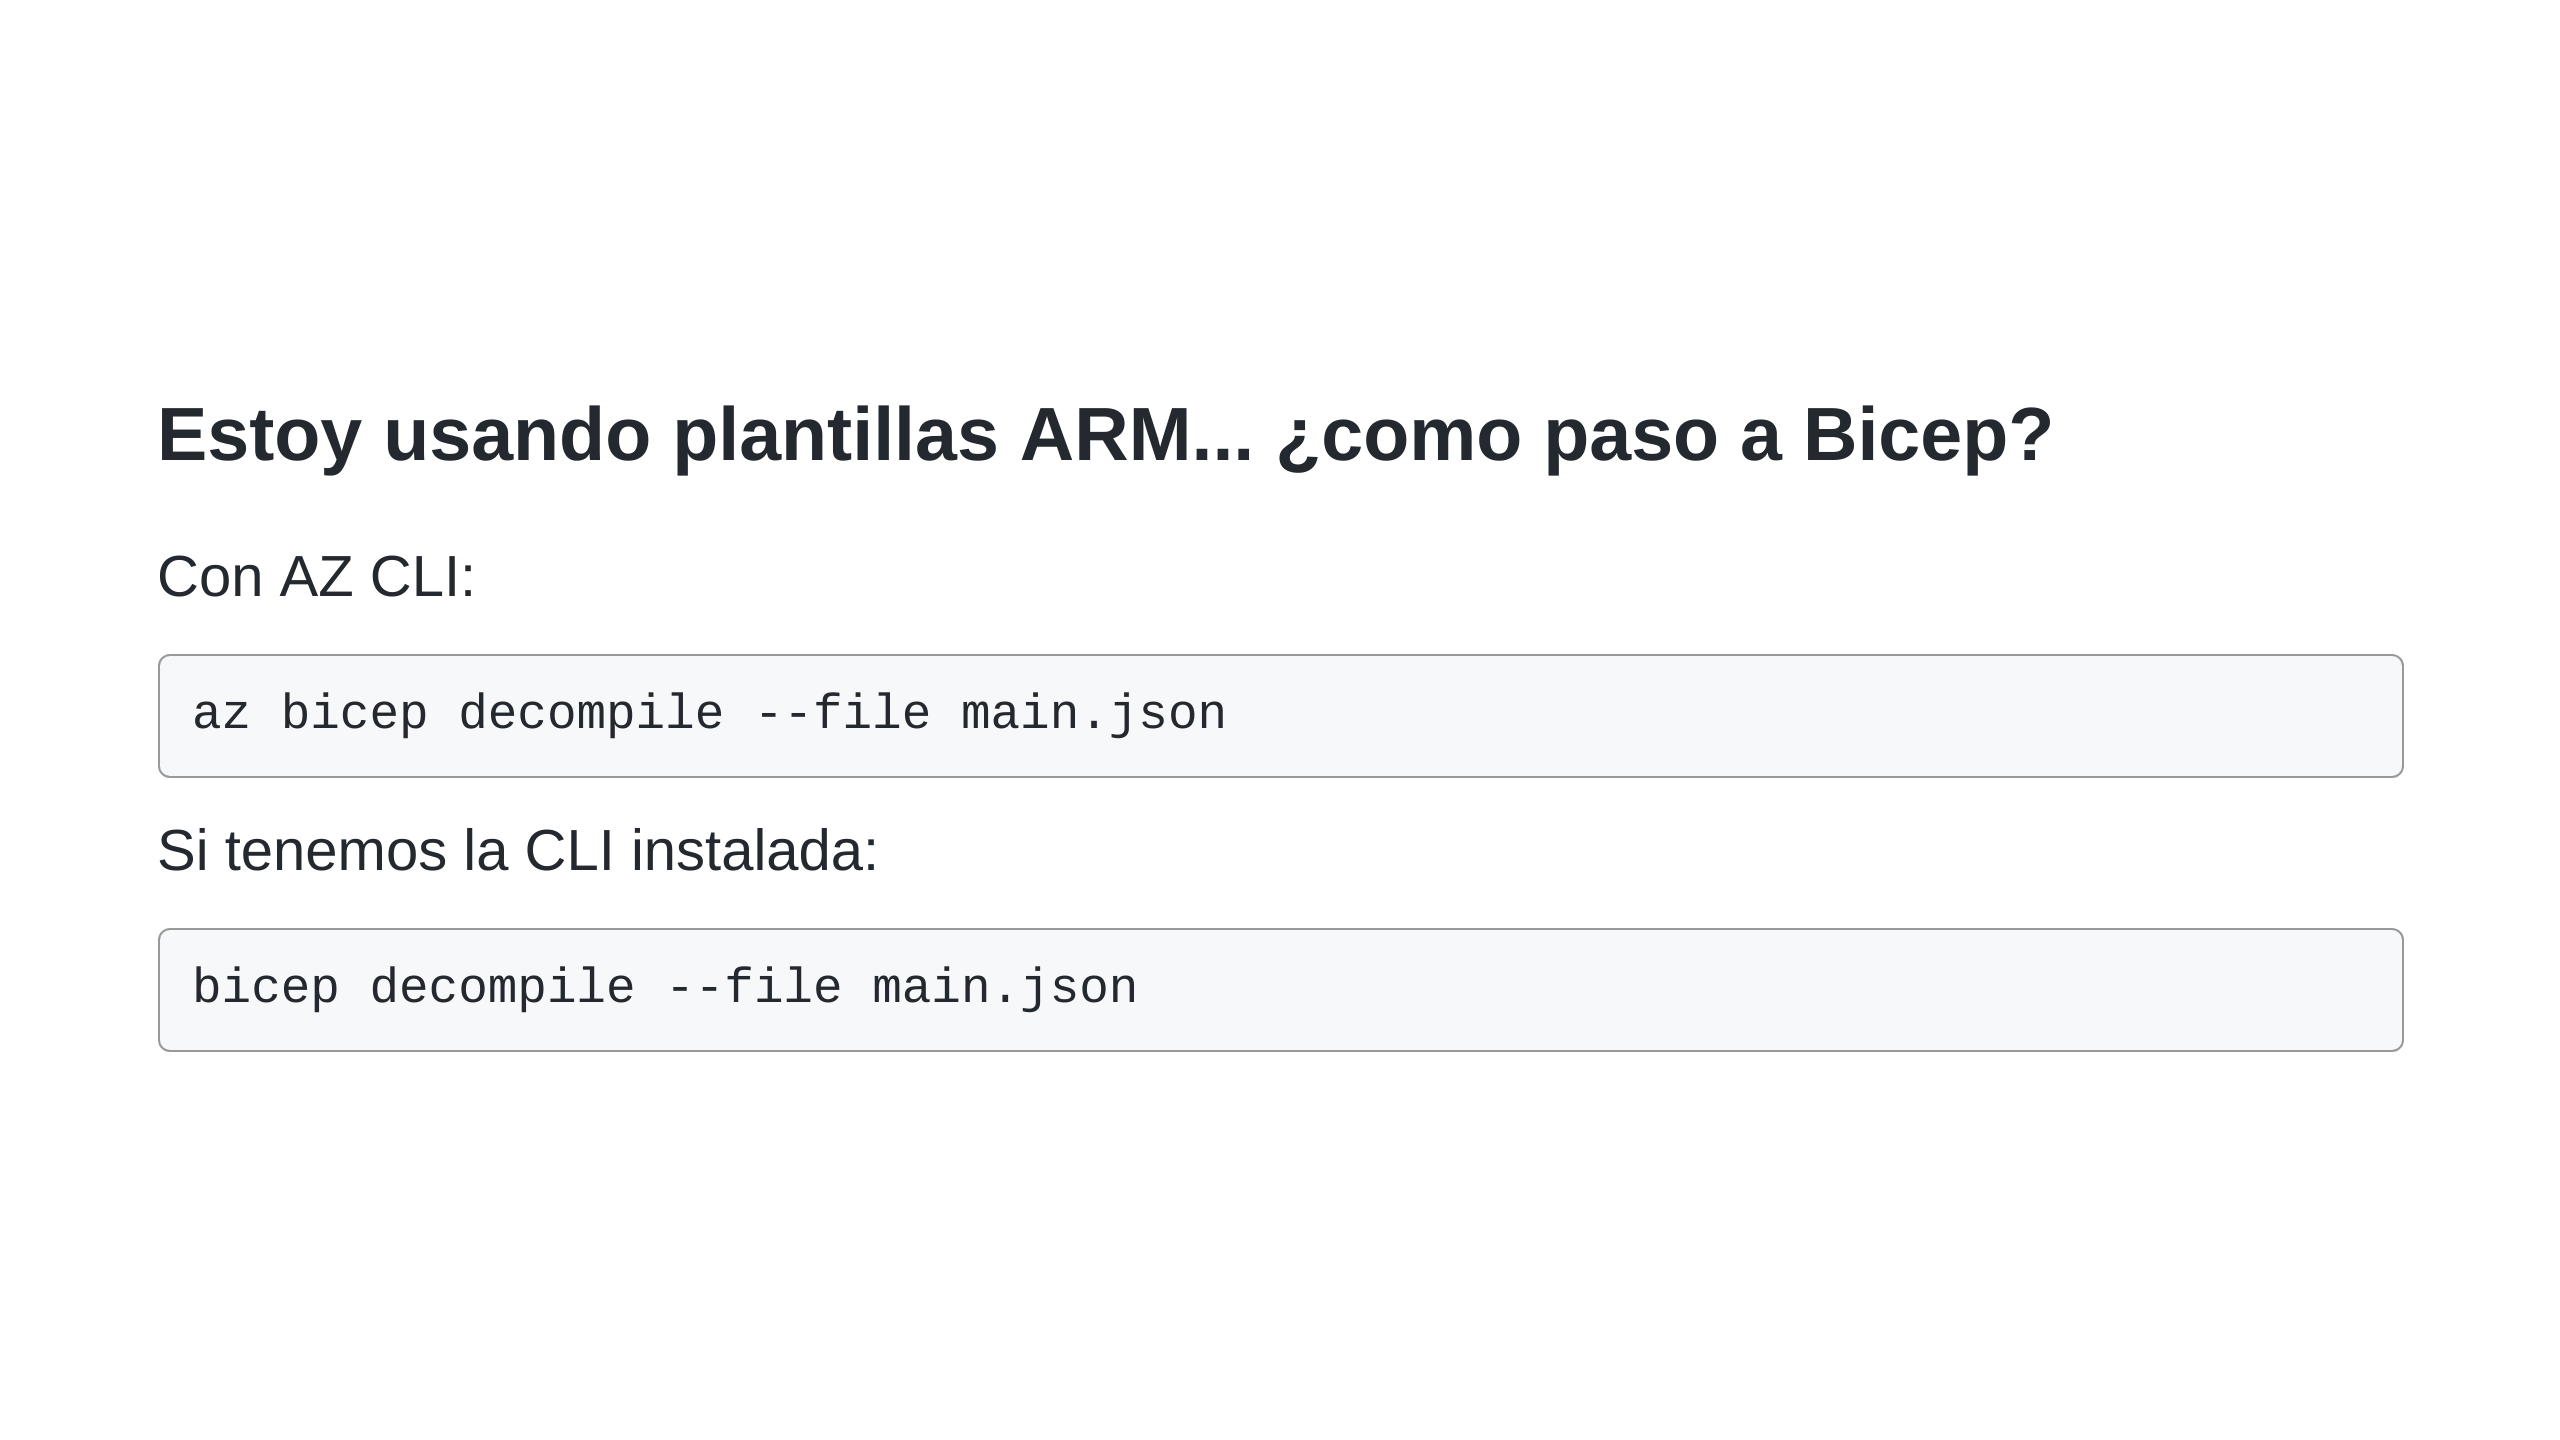 Estoy usando plantillas ARM... ¿como paso a Bicep?
Con AZ CLI:
az bicep decompile --file main.json
Si tenemos la CLI instalada:
bicep decompile --file main.json